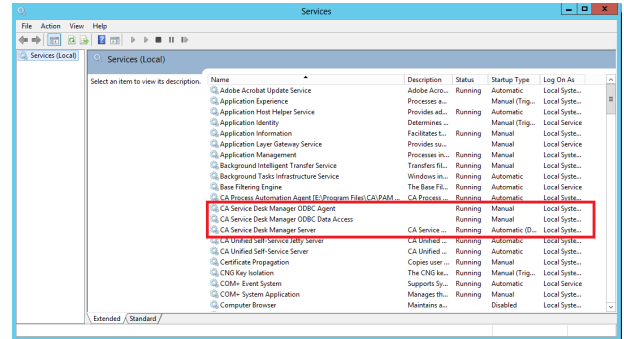 Services
File Action View Help
Services (Local)
Services (Local)
Select an item to view its description.
Name Description Status Startup Type Log On As
Adobe Acrobat Update Service Adobe Acro... Running Automatic Local Syste...
Application Experience Processes a... Manual (Trig... Local Syste...
Application Host Helper Service Provides ad... Running Automatic Local Syste...
Application Identity Determines ... Manual (Trig... Local Service
Application Information Facilitates t... Running Manual Local Syste...
Application Layer Gateway Service Provides su... Manual Local Service
Application Management Processes in... Running Manual Local Syste...
Background Intelligent Transfer Service Transfers fil... Running Manual Local Syste...
Background Tasks Infrastructure Service Windows in... Running Automatic Local Syste...
Base Filtering Engine The Base Fil... Running Automatic Local Service
CA Process Automation Agent [E:\Program Files\CA\PAM ... CA Process ... Running Automatic Local Syste...
CA Service Desk Manager ODBC Agent Running Manual Local Syste...
CA Service Desk Manager ODBC Data Access Running Manual Local Syste...
CA Service Desk Manager Server CA Service ... Running Automatic (D... Local Syste...
CA Unified Self-Service Jetty Server CA Unified ... Running Automatic Local Syste...
CA Unified Self-Service Server CA Unified ... Running Automatic Local Syste...
Certificate Propagation Copies user ... Running Manual Local Syste...
CNG Key Isolation The CNG ke... Running Manual (Trig... Local Syste...
COM+ Event System Supports Sy... Running Automatic Local Service
COM+ System Application Manages th... Running Manual Local Syste...
Computer Browser Maintains a... Disabled Local Syste...
Extended Standard